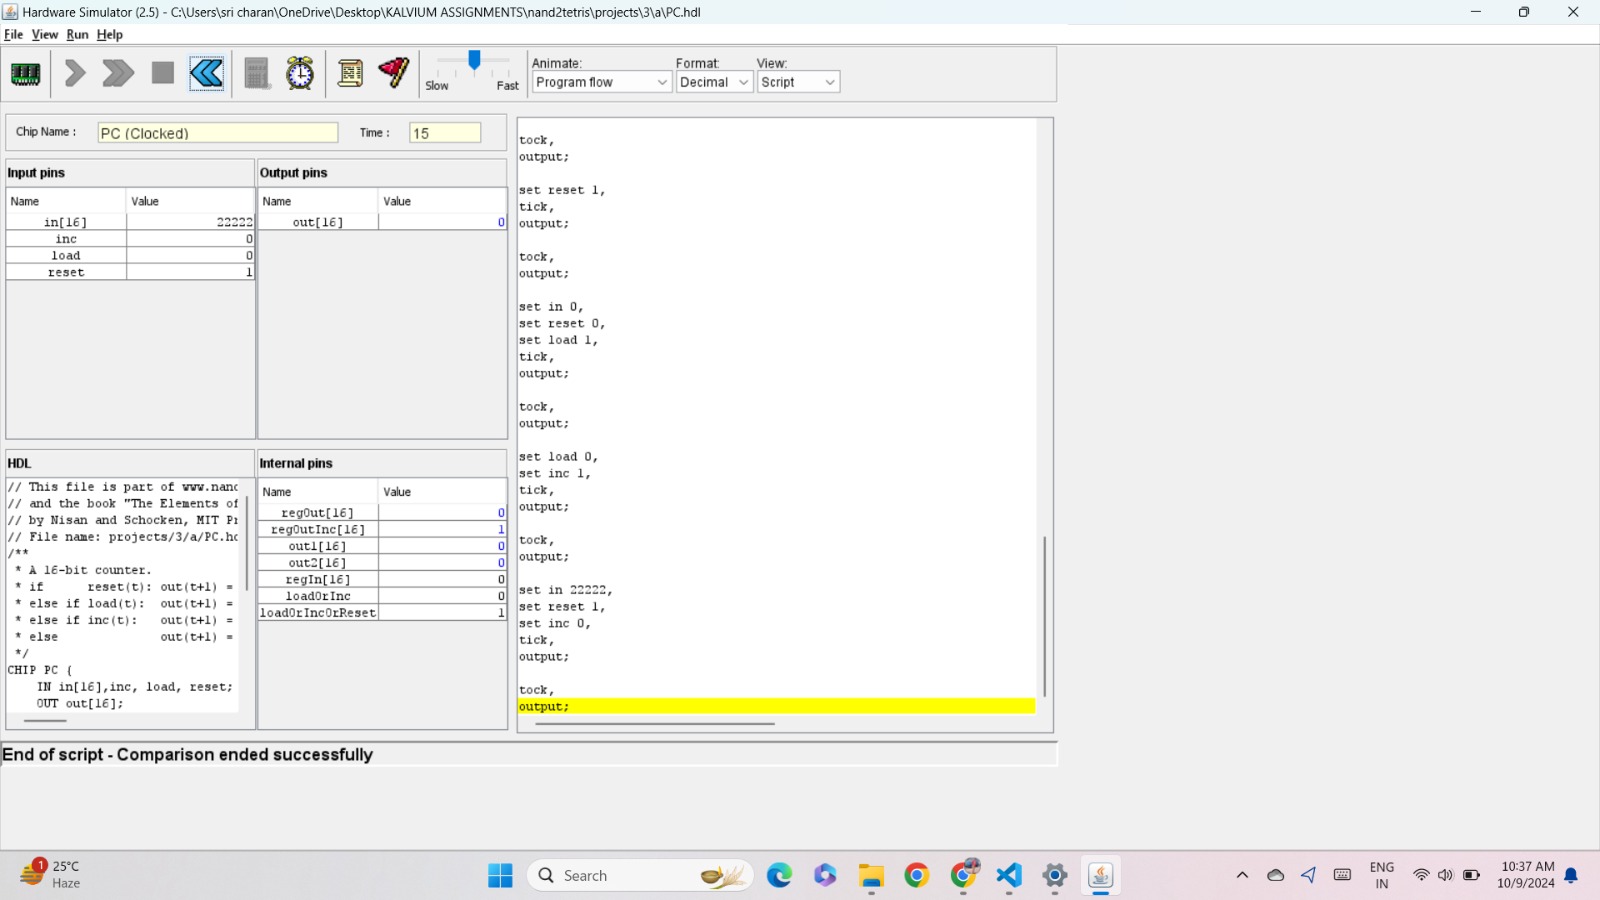 Hardware Simulator (2.5) - C:\Users\sri charan\OneDrive\Desktop\KALVIUM ASSIGNMENTS\nand2tetris\projects\3\a\PC.hdl
File View Run Help
Slow Fast
Animate:
Program flow
Format:
Decimal
View:
Script
Chip Name : PC (Clocked) Time : 15
Input pins
Name Value
in[16] 22222
inc 0
load 0
reset 1
Output pins
Name Value
out[16] 0
HDL
// This file is part of www.nanc
// and the book "The Elements of
// by Nisan and Schocken, MIT Pr
// File name: projects/3/a/PC.hd
/**
* A 16-bit counter.
* if reset(t): out(t+1) =
* else if load(t): out(t+1) =
* else if inc(t): out(t+1) =
* else out(t+1) =
*/
CHIP PC {
IN in[16],inc, load, reset;
OUT out[16];
Internal pins
Name Value
regOut[16] 0
regOutInc[16] 1
out1[16] 0
out2[16] 0
regIn[16] 0
loadOrInc 0
loadOrIncOrReset 1
tock,
output;
set reset 1,
tick,
output;
tock,
output;
set in 0,
set reset 0,
set load 1,
tick,
output;
tock,
output;
set load 0,
set inc 1,
tick,
output;
tock,
output;
set in 22222,
set reset 1,
set inc 0,
tick,
output;
tock,
output;
End of script - Comparison ended successfully
1
25°C
Haze
Search
ENG
IN
10:37 AM
10/9/2024